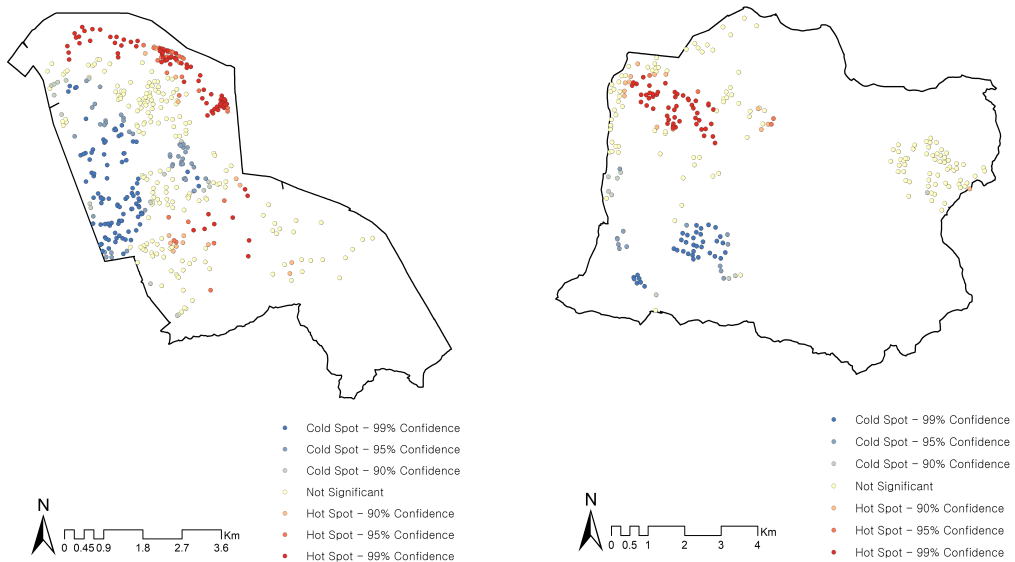 Cold Spot – 99% Confidence
Cold Spot – 95% Confidence
Cold Spot – 90% Confidence
Not Significant
Hot Spot – 90% Confidence
Hot Spot – 95% Confidence
Hot Spot – 99% Confidence
N
Km
0 0.45 0.9 1.8 2.7 3.6
Cold Spot – 99% Confidence
Cold Spot – 95% Confidence
Cold Spot – 90% Confidence
Not Significant
Hot Spot – 90% Confidence
Hot Spot – 95% Confidence
Hot Spot – 99% Confidence
N
Km
0 0.5 1 2 3 4